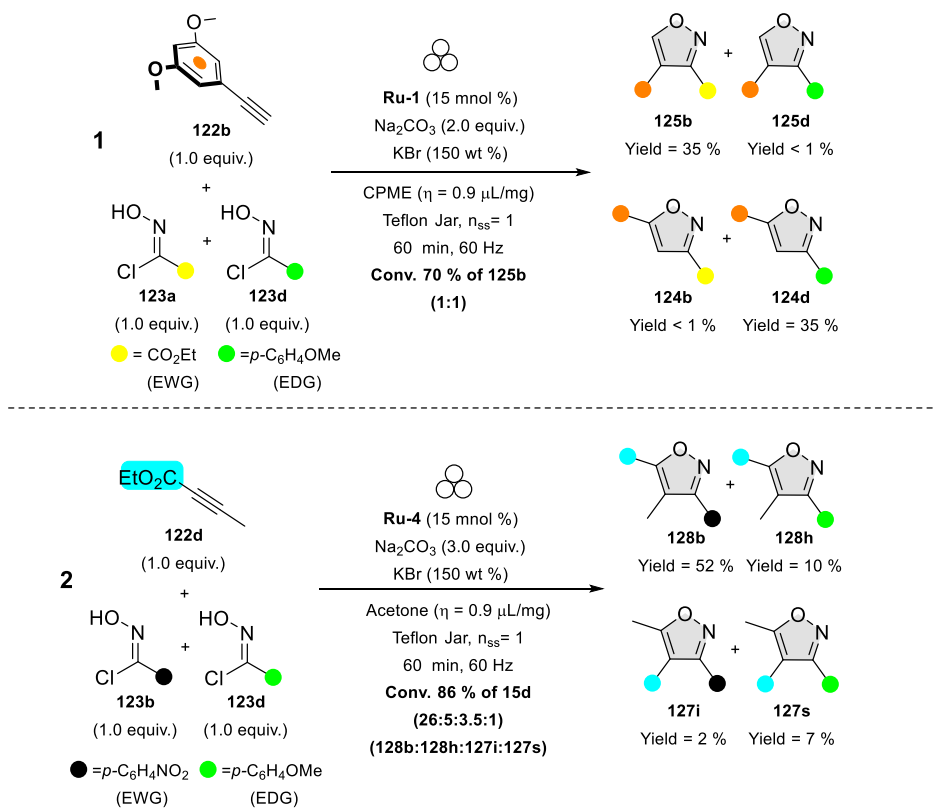 O
O
122b
(1.0 equiv.)
1
+
HO
N
Cl
123a
(1.0 equiv.)
+
HO
N
Cl
123d
(1.0 equiv.)
= CO2Et
(EWG)
=p-C6H4OMe
(EDG)
Ru-1 (15 mnol %)
Na2CO3 (2.0 equiv.)
KBr (150 wt %)
CPME (η = 0.9 μL/mg)
Teflon Jar, nss= 1
60 min, 60 Hz
Conv. 70 % of 125b
(1:1)
O
N
125b
Yield = 35 %
+
O
N
125d
Yield < 1 %
O
N
124b
Yield < 1 %
+
O
N
124d
Yield = 35 %
EtO2C
122d
(1.0 equiv.)
2
+
HO
N
Cl
123b
(1.0 equiv.)
+
HO
N
Cl
123d
(1.0 equiv.)
=p-C6H4NO2
(EWG)
=p-C6H4OMe
(EDG)
Ru-4 (15 mnol %)
Na2CO3 (3.0 equiv.)
KBr (150 wt %)
Acetone (η = 0.9 μL/mg)
Teflon Jar, nss= 1
60 min, 60 Hz
Conv. 86 % of 15d
(26:5:3.5:1)
(128b:128h:127i:127s)
O
N
128b
Yield = 52 %
+
O
N
128h
Yield = 10 %
O
N
127i
Yield = 2 %
+
O
N
127s
Yield = 7 %